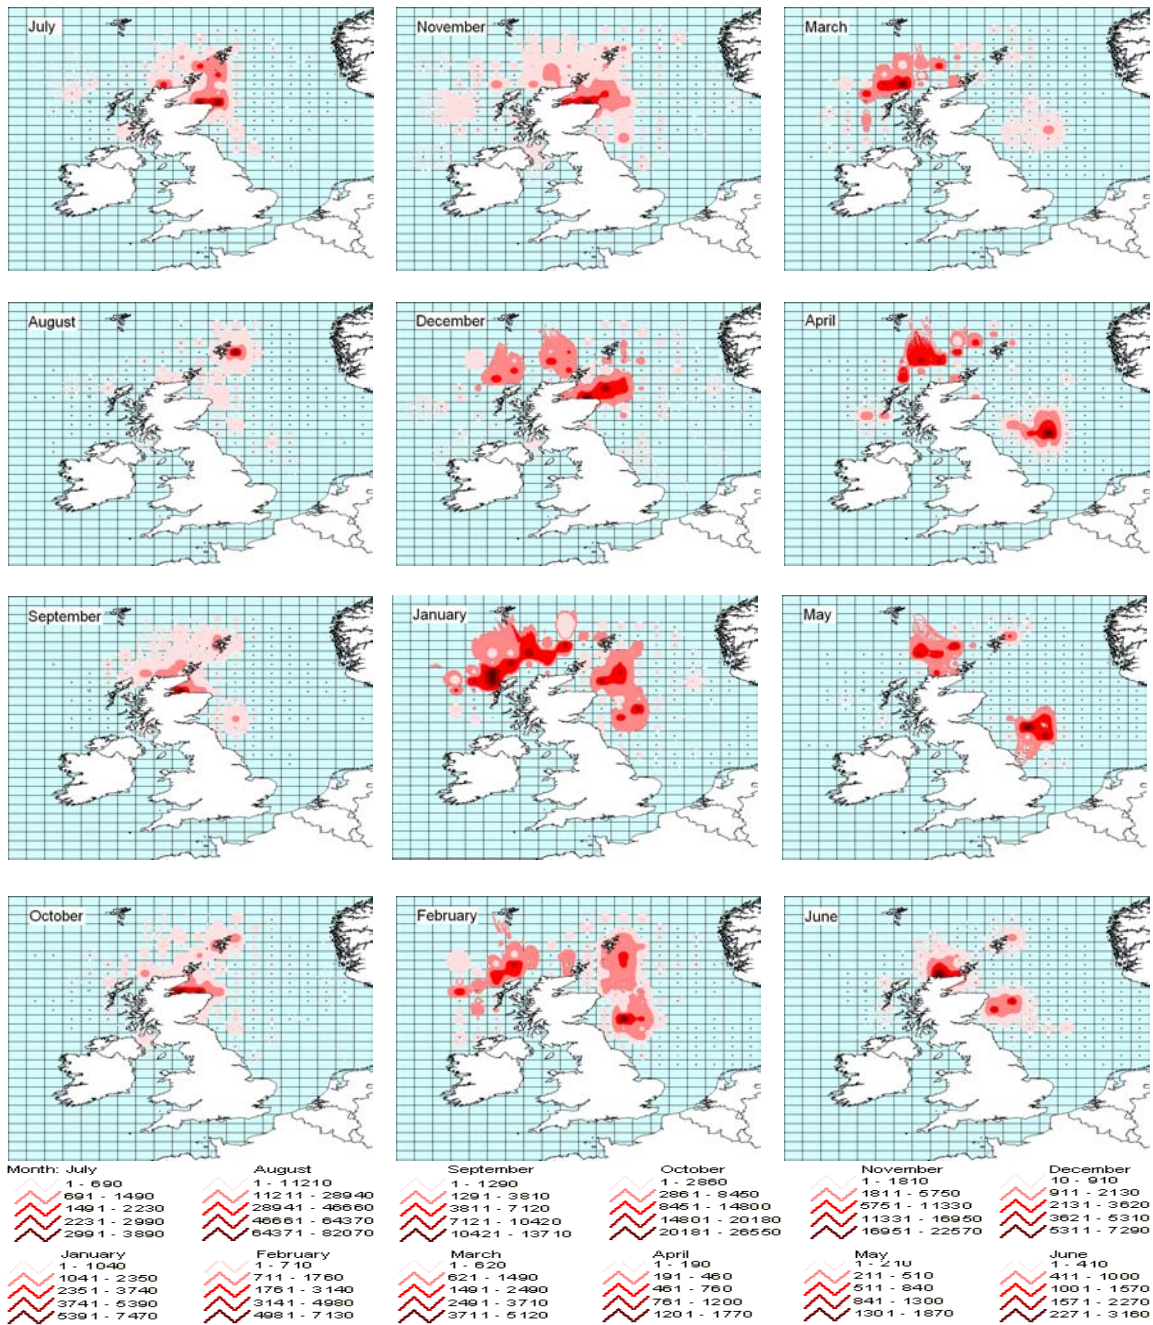 July
November
March
August
December
April
September
January
May
October
February
June
Month: July
1 - 690
691 - 1490
1491 - 2230
2231 - 2990
2991 - 3890
August
1 - 11210
11211 - 28940
28941 - 46660
46661 - 64370
64371 - 82070
September
1 - 1290
1291 - 3810
3811 - 7120
7121 - 10420
10421 - 13710
October
1 - 2860
2861 - 8450
8451 - 14800
14801 - 20180
20181 - 26550
November
1 - 1810
1811 - 5750
5751 - 11330
11331 - 16950
16951 - 22570
December
10 - 910
911 - 2130
2131 - 3620
3621 - 5310
5311 - 7290
January
1 - 1040
1041 - 2350
2351 - 3740
3741 - 5390
5391 - 7470
February
1 - 710
711 - 1760
1761 - 3140
3141 - 4980
4981 - 7130
March
1 - 620
621 - 1490
1491 - 2490
2491 - 3710
3711 - 5120
April
1 - 190
191 - 460
461 - 760
761 - 1200
1201 - 1770
May
1 - 210
211 - 510
511 - 840
841 - 1300
1301 - 1870
June
1 - 410
411 - 1000
1001 - 1570
1571 - 2270
2271 - 3160